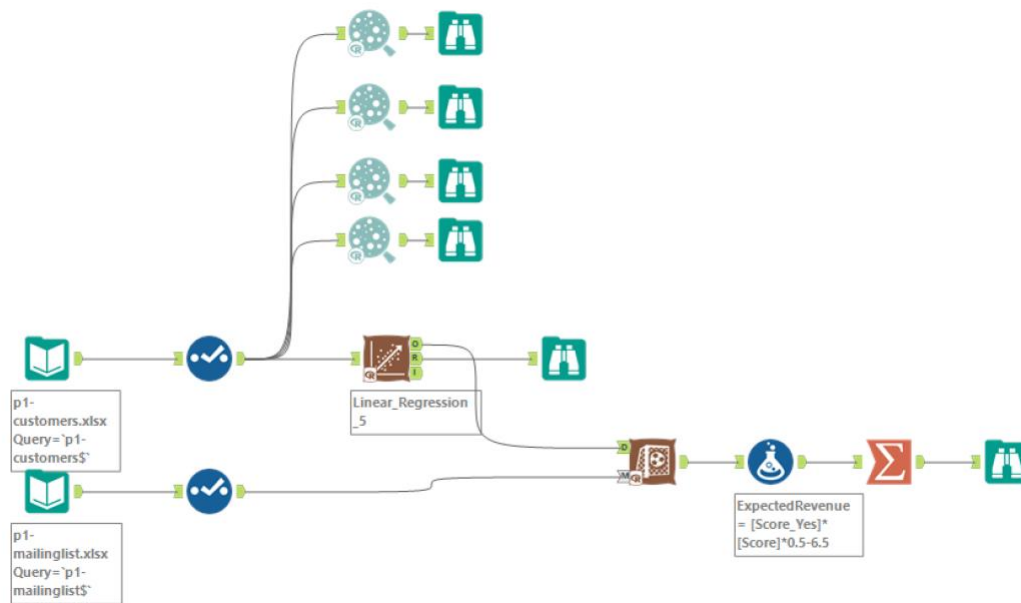 O
R
I
Linear_Regression
_5
p1-
customers.xlsx
Query=`p1-
customers$`
D
M
p1-
mailinglist.xlsx
Query=`p1-
mailinglist$`
ExpectedRevenue
= [Score_Yes]*
[Score]*0.5-6.5